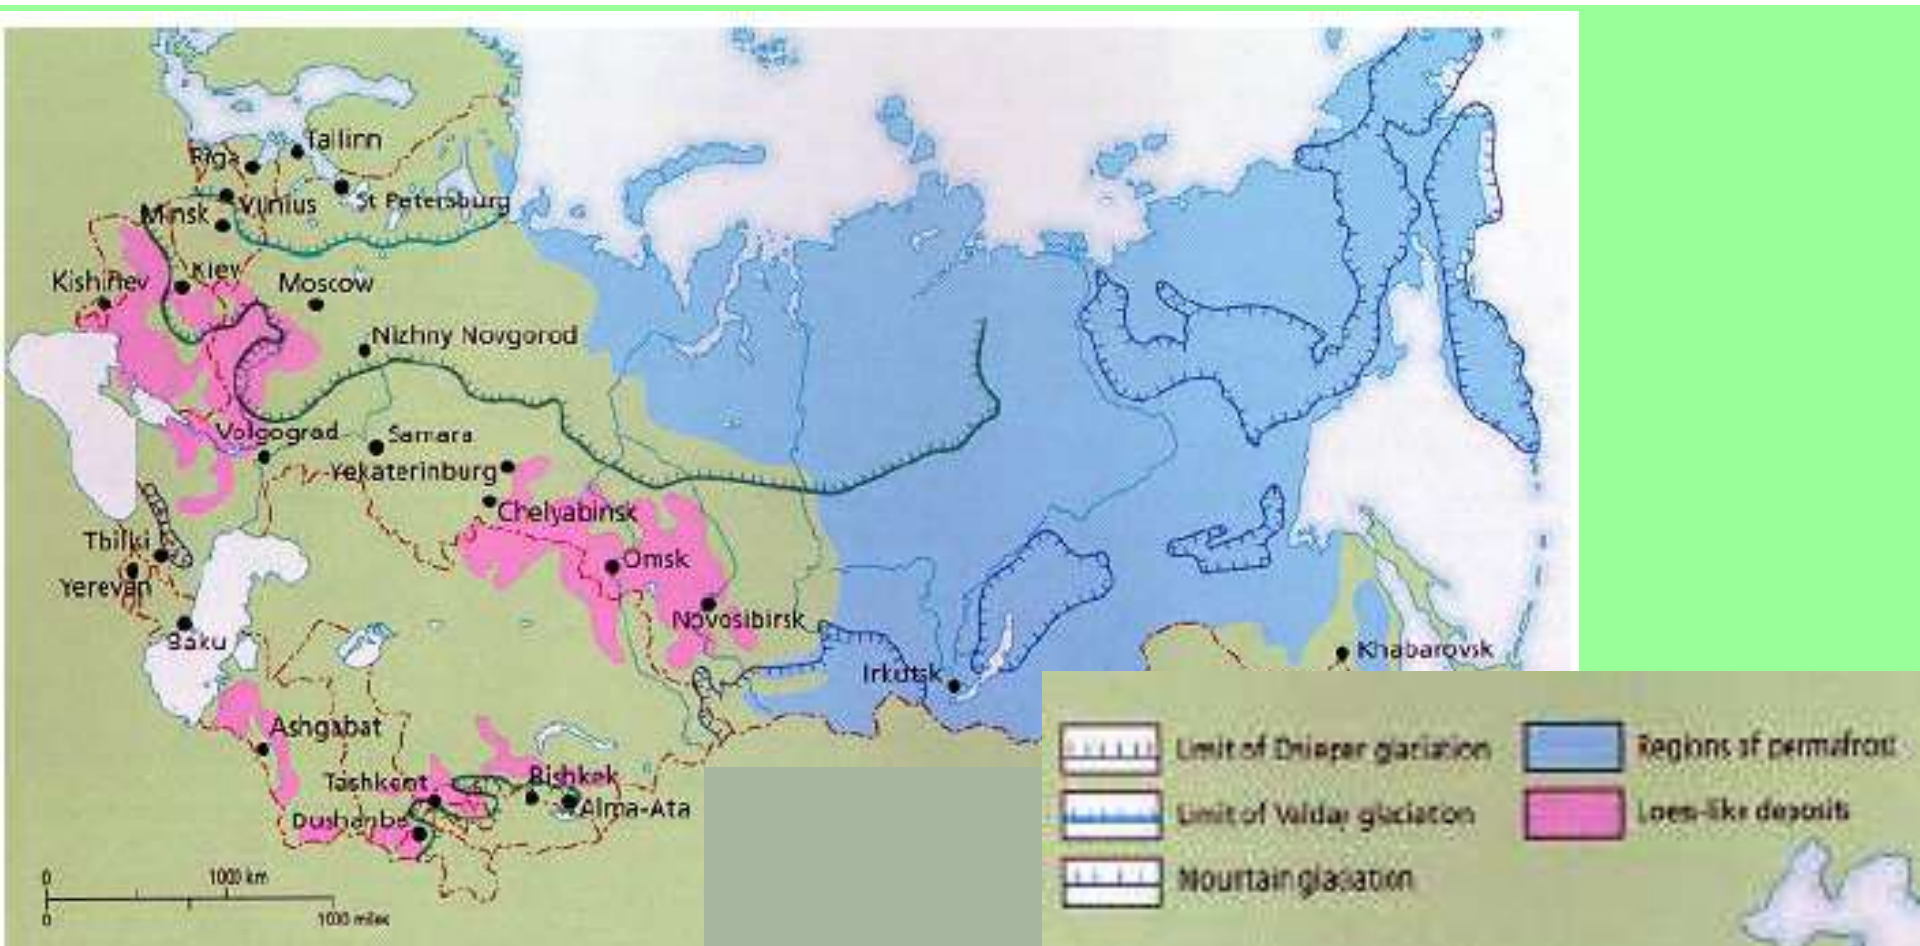 Tallinn
Riga
St Petersburg
Vilnius
Minsk
Kiev
Kishinev
Moscow
Nizhny Novgorod
Volgograd
Samara
Yekaterinburg
Chelyabinsk
Tbiliki
Omsk
Yerevan
Novosibirsk
Baku
Khabarovsk
Irkutsk
Ashgabat
Tashkent
Bishkek
Alma-Ata
Dushanbe
0 1000 km
0 1000 miles
Limit of Dnieper glaciation
Limit of Valdai glaciation
Mountain glaciation
Regions of permafrost
Loess-like deposits